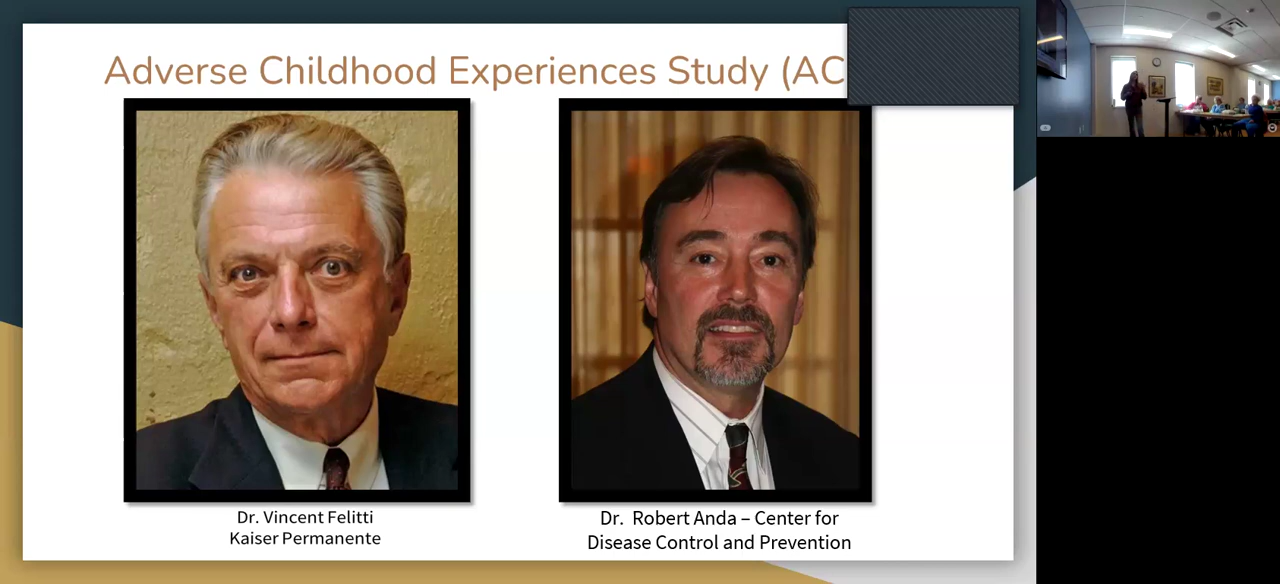 Adverse Childhood Experiences Study (AC
Dr. Vincent Felitti
Kaiser Permanente
Dr. Robert Anda – Center for
Disease Control and Prevention